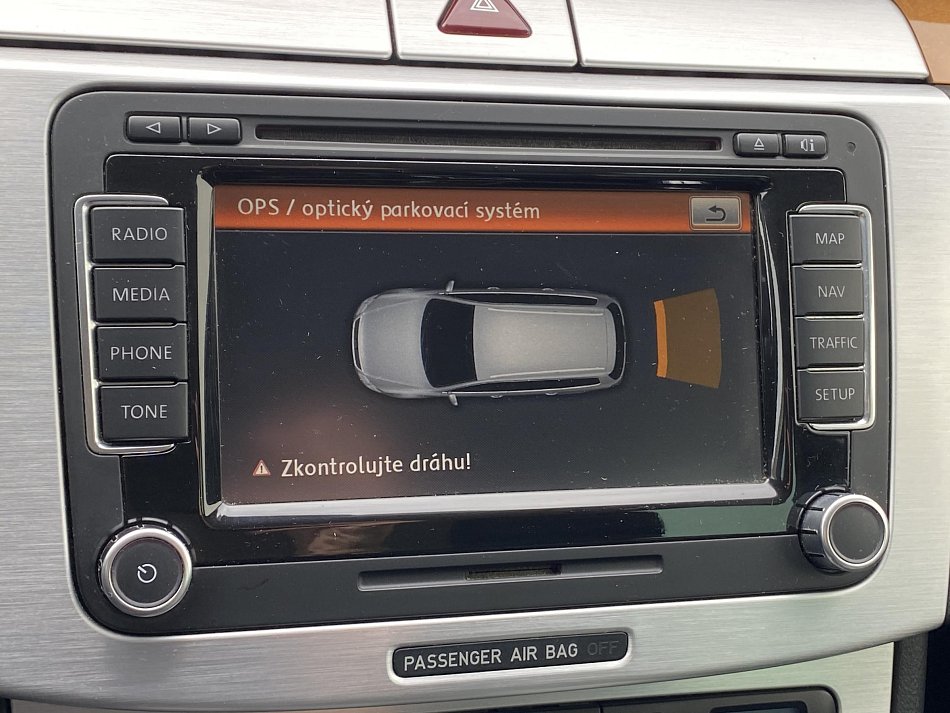 OPS / optický parkovací systém
RADIO
MEDIA
PHONE
TONE
MAP
NAV
TRAFFIC
SETUP
Zkontrolujte dráhu!
PASSENGER AIR BAG OFF